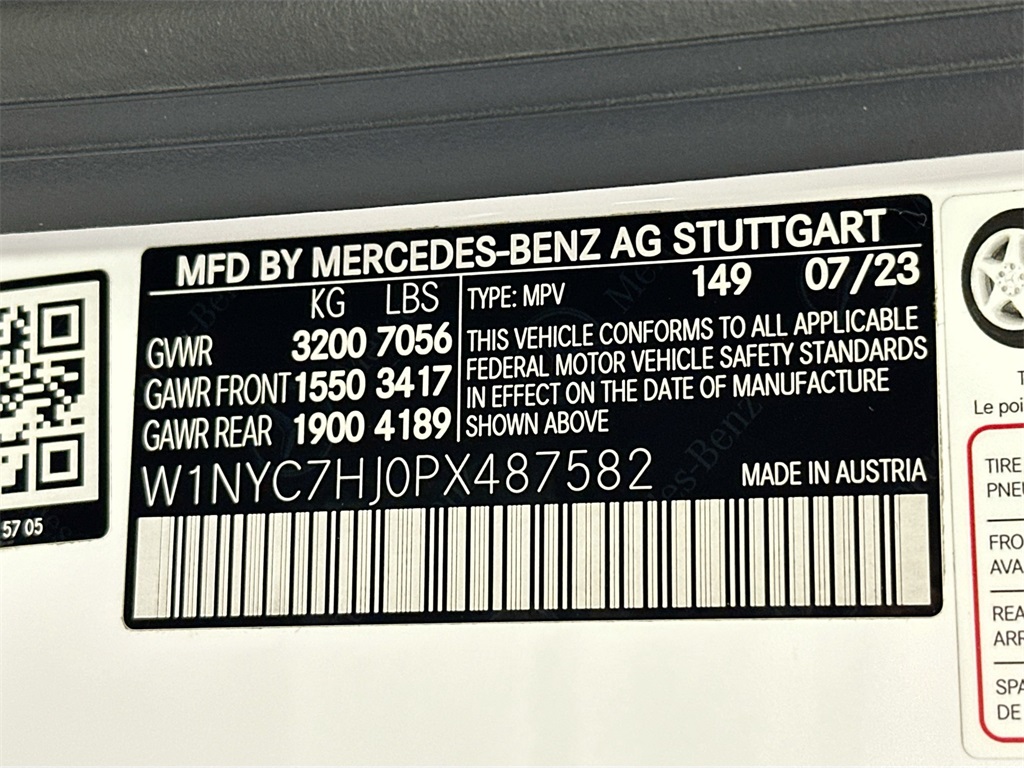 MFD BY MERCEDES-BENZ AG STUTTGART
KG LBS
GVWR 3200 7056
GAWR FRONT 1550 3417
GAWR REAR 1900 4189
TYPE: MPV 149 07/23
THIS VEHICLE CONFORMS TO ALL APPLICABLE
FEDERAL MOTOR VEHICLE SAFETY STANDARDS
IN EFFECT ON THE DATE OF MANUFACTURE
SHOWN ABOVE
W1NYC7HJ0PX487582 MADE IN AUSTRIA
57 05
Le poi
TIRE
PNEU
FRO
AVA
REA
ARR
SPA
DE